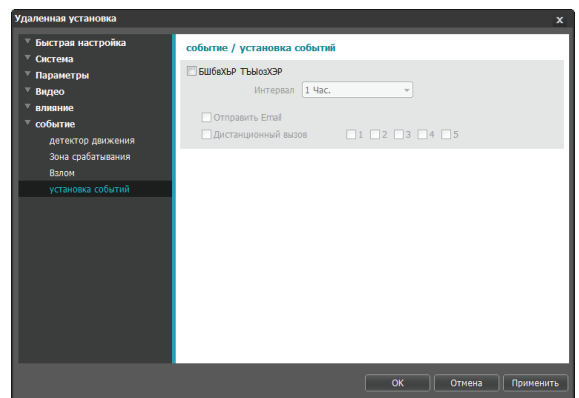 Удаленная установка
x
Быстрая настройка
Система
Параметры
Видео
влияние
событие
детектор движения
Зона срабатывания
Взлом
установка событий
событие / установка событий
БШбвХЬР ТЪЫозХЭР
Интервал 1 Час.
Отправить Email
Дистанционный вызов 1 2 3 4 5
OK Отмена Применить